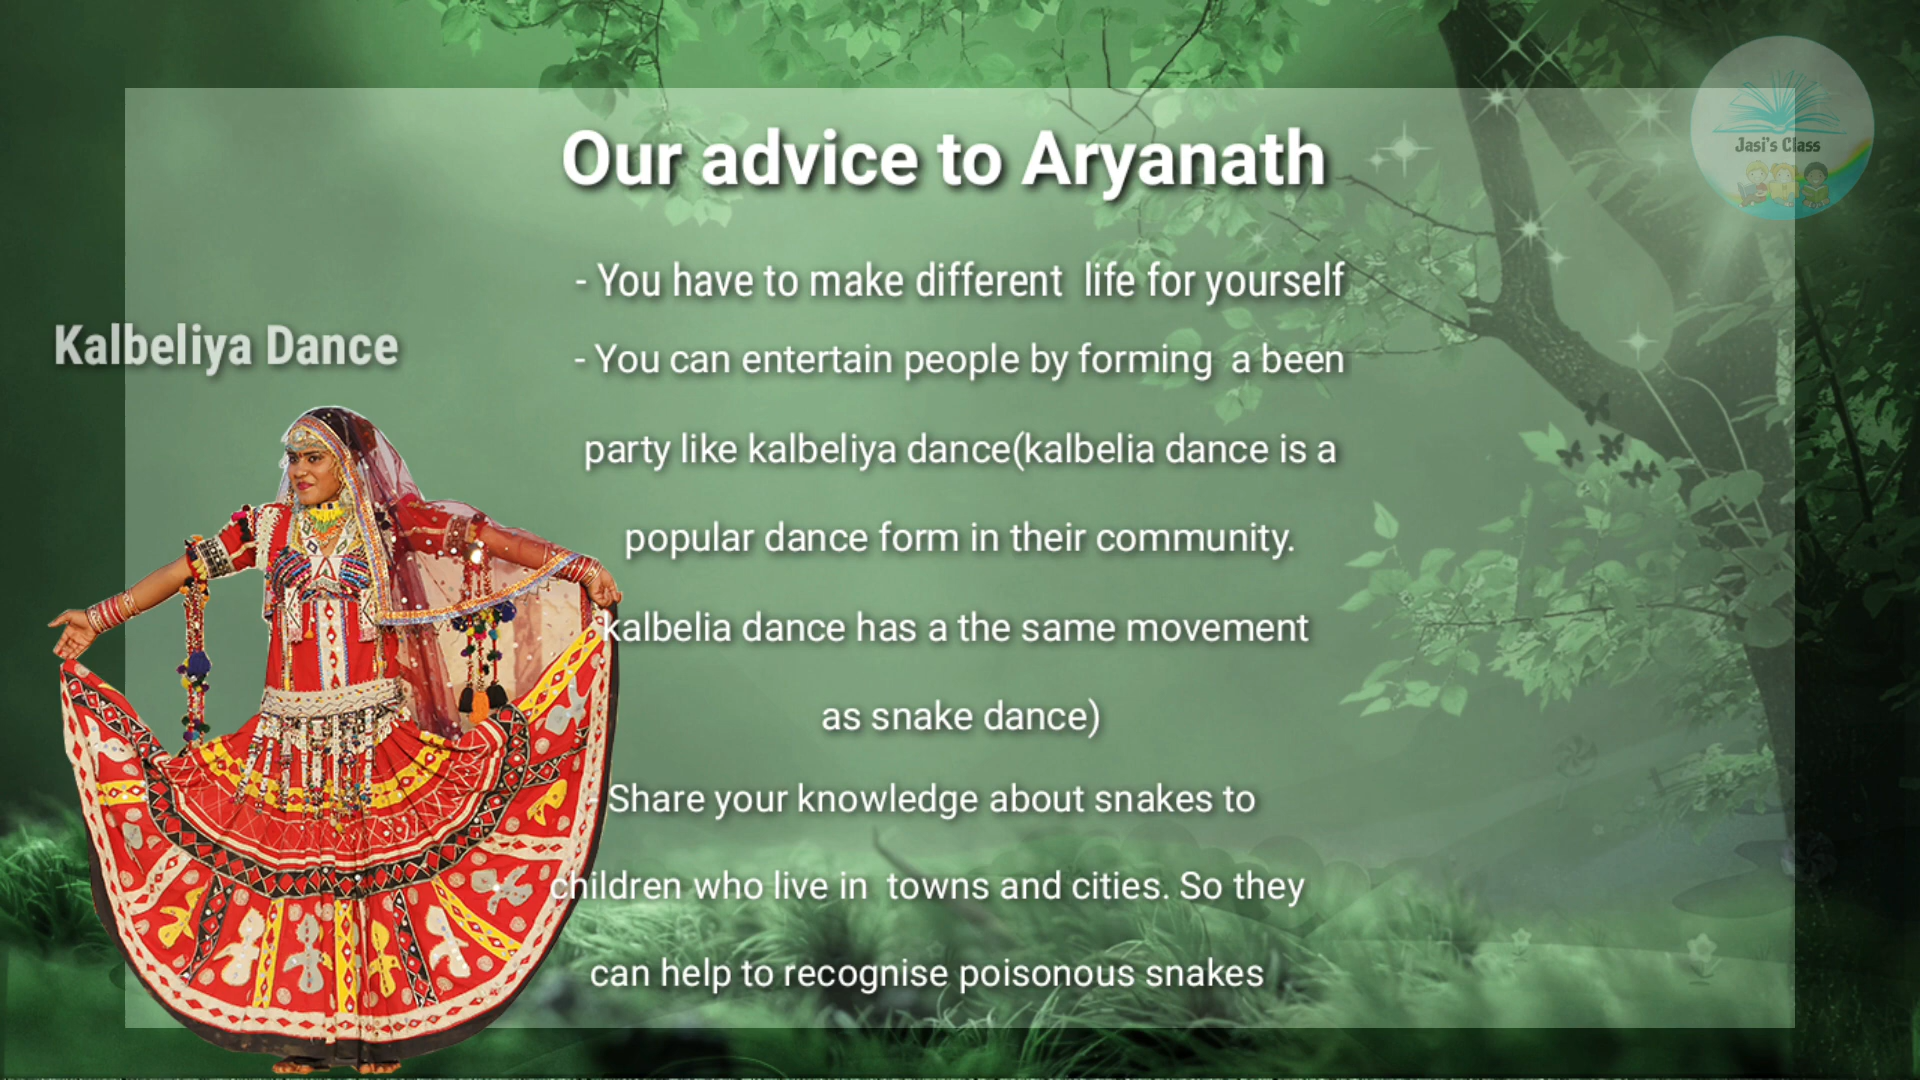 Jasi's Class
Our advice to Aryanath
- You have to make different life for yourself
Kalbeliya Dance
- You can entertain people by forming a been
party like kalbeliya dance(kalbelia dance is a
popular dance form in their community.
kalbelia dance has a the same movement
as snake dance)
- Share your knowledge about snakes to
children who live in towns and cities. So they
can help to recognise poisonous snakes